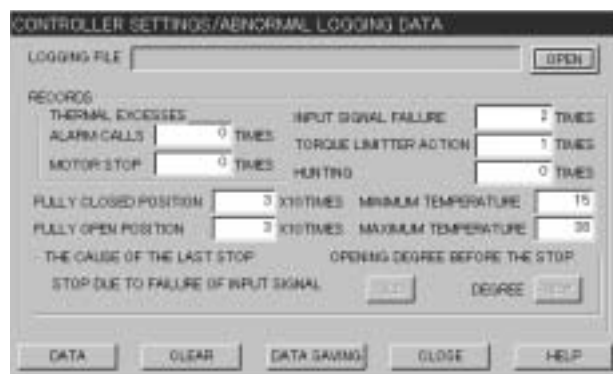 CONTROLLER SETTINGS/ABNORMAL LOGGING DATA
LOGGING FILE OPEN
RECORDS
THERMAL EXCESSES
ALARM CALLS 0 TIMES
MOTOR STOP 0 TIMES
INPUT SIGNAL FAILURE 2 TIMES
TORQUE LIMITTER ACTION 1 TIMES
HUNTING 0 TIMES
FULLY CLOSED POSITION 3 X10TIMES MINIMUM TEMPERATURE 15
FULLY OPEN POSITION 3 X10TIMES MAXIMUM TEMPERATURE
THE CAUSE OF THE LAST STOP OPENING DEGREE BEFORE THE STOP
STOP DUE TO FAILURE OF INPUT SIGNAL DEGREE
DATA CLEAR DATA SAVING CLOSE HELP